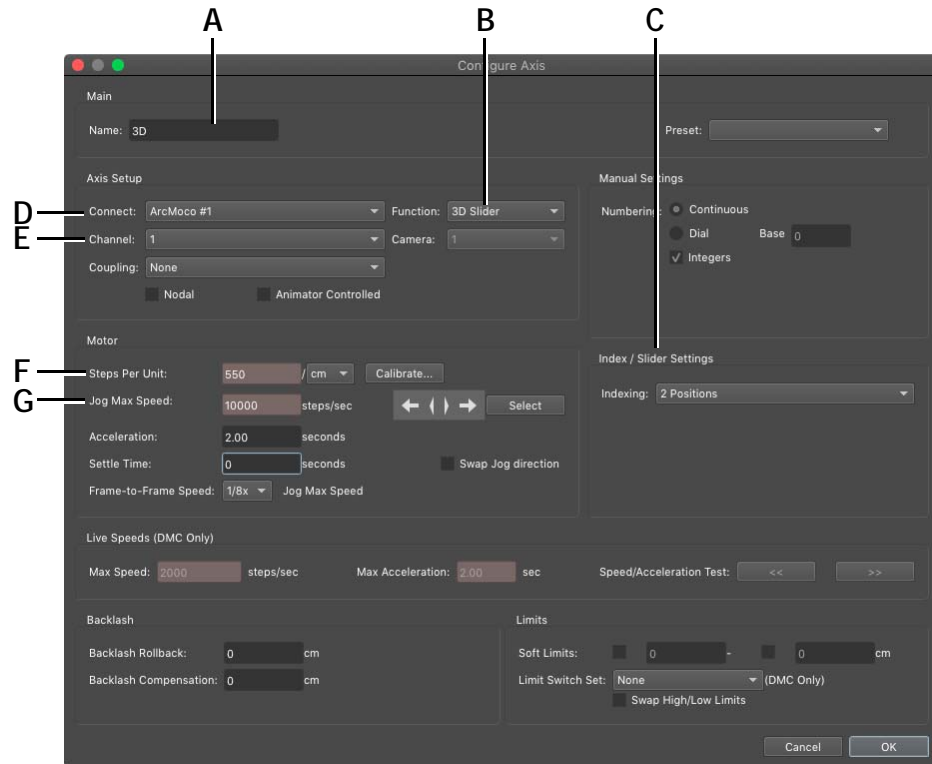 A B C
Configure Axis
Main
Name: 3D Preset:
Axis Setup Manual Settings
D Connect: ArcMoco #1 Function: 3D Slider Numbering: Continuous
E Channel: 1 Camera: 1 Dial Base 0
Coupling: None Integers
Nodal Animator Controlled
Motor Index / Slider Settings
F Steps Per Unit: 550 / cm Calibrate...
Indexing: 2 Positions
G Jog Max Speed: 10000 steps/sec Select
Acceleration: 2.00 seconds
Settle Time: 0 seconds Swap Jog direction
Frame-to-Frame Speed: 1/8x Jog Max Speed
Live Speeds (DMC Only)
Max Speed: 2000 steps/sec Max Acceleration: 2.00 sec Speed/Acceleration Test: << >>
Backlash Limits
Backlash Rollback: 0 cm Soft Limits: 0 - 0 cm
Backlash Compensation: 0 cm Limit Switch Set: None (DMC Only)
Swap High/Low Limits
Cancel OK